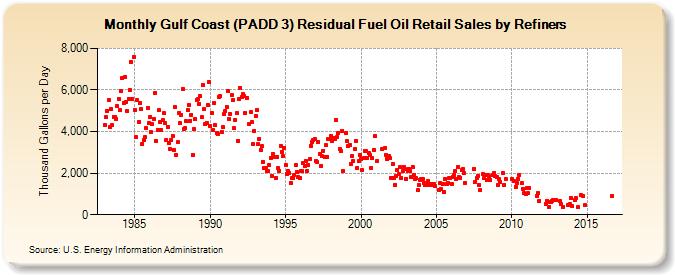 Monthly Gulf Coast (PADD 3) Residual Fuel Oil Retail Sales by Refiners
Thousand Gallons per Day
8,000
6,000
4,000
2,000
0
1985 1990 1995 2000 2005 2010 2015
Source: U.S. Energy Information Administration